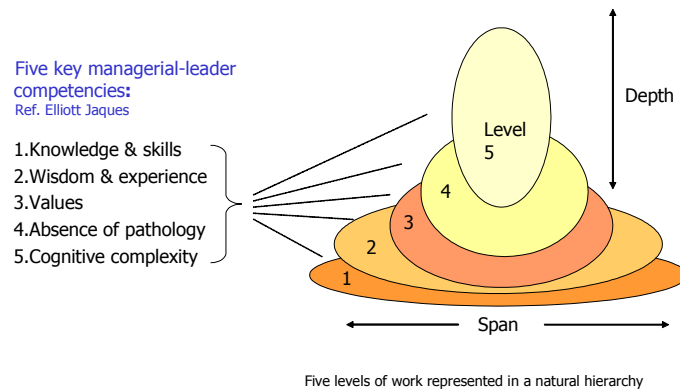 Five key managerial-leader
competencies:
Ref. Elliott Jaques
1.Knowledge & skills
2.Wisdom & experience
3.Values
4.Absence of pathology
5.Cognitive complexity
Level
5
4
3
2
1
Depth
Span
Five levels of work represented in a natural hierarchy